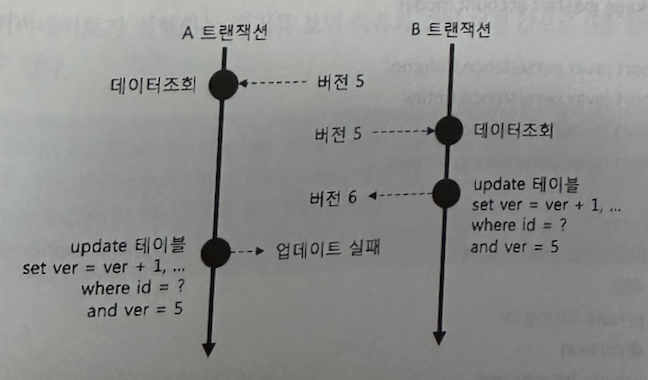 A 트랜잭션
B 트랜잭션
데이터조회
버전 5
버전 5
데이터조회
버전 6
update 테이블
set ver = ver + 1, ...
where id = ?
and ver = 5
update 테이블
set ver = ver + 1, ...
where id = ?
and ver = 5
업데이트 실패